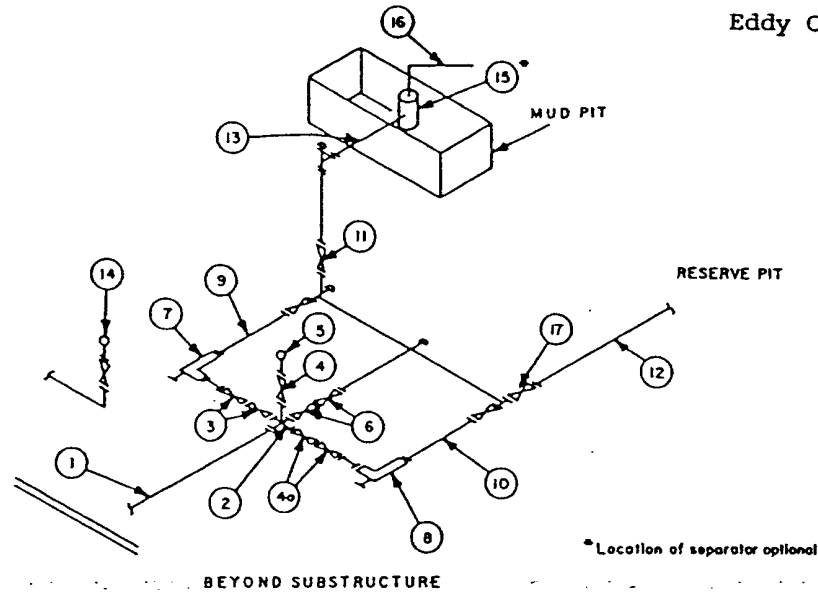 Eddy C
16
15 *
MUD PIT
13
11
14
9
RESERVE PIT
7
5
17
4
12
3
6
1
2
4a
10
8
* Location of separator optional
BEYOND SUBSTRUCTURE